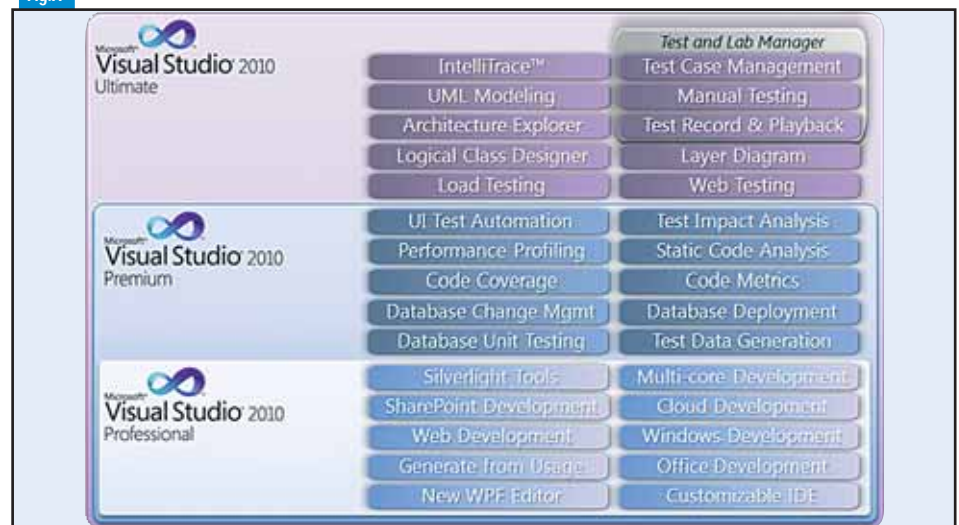 Microsoft
Visual Studio 2010
Ultimate
Test and Lab Manager
IntelliTrace™
Test Case Management
UML Modeling
Manual Testing
Architecture Explorer
Test Record & Playback
Logical Class Designer
Layer Diagram
Load Testing
Web Testing
Microsoft
Visual Studio 2010
Premium
UI Test Automation
Test Impact Analysis
Performance Profiling
Static Code Analysis
Code Coverage
Code Metrics
Database Change Mgmt
Database Deployment
Database Unit Testing
Test Data Generation
Microsoft
Visual Studio 2010
Professional
Silverlight Tools
Multi-core Development
SharePoint Development
Cloud Development
Web Development
Windows Development
Generate from Usage
Office Development
New WPF Editor
Customizable IDE